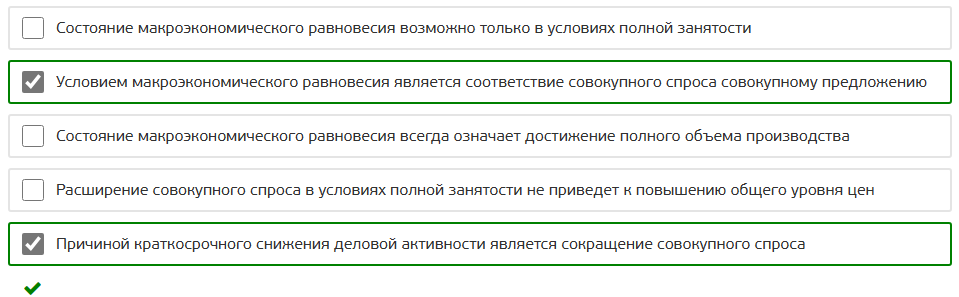 Состояние макроэкономического равновесия возможно только в условиях полной занятости
Условием макроэкономического равновесия является соответствие совокупного спроса совокупному предложению
Состояние макроэкономического равновесия всегда означает достижение полного объема производства
Расширение совокупного спроса в условиях полной занятости не приведет к повышению общего уровня цен
Причиной краткосрочного снижения деловой активности является сокращение совокупного спроса